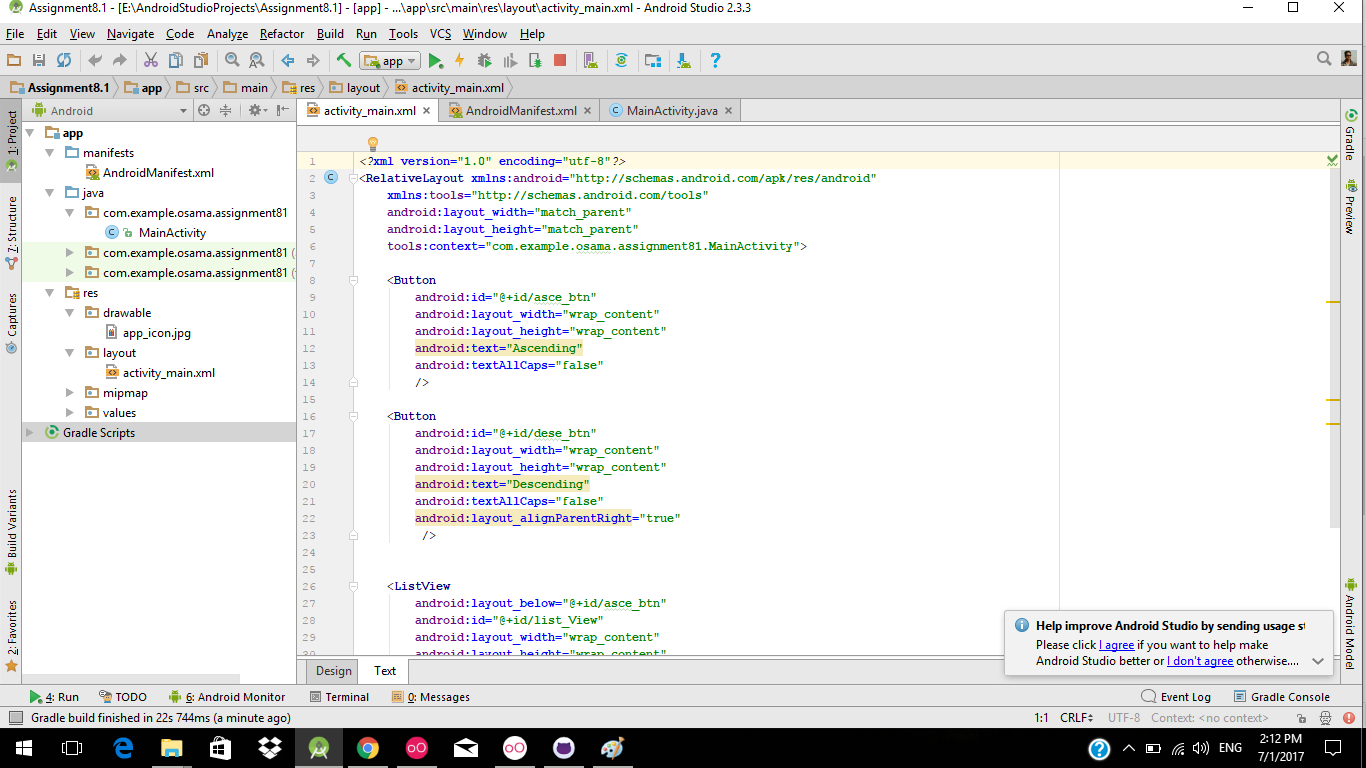 Assignment8.1 - [E:\AndroidStudioProjects\Assignment8.1] - [app] - ...\app\src\main\res\layout\activity_main.xml - Android Studio 2.3.3
File Edit View Navigate Code Analyze Refactor Build Run Tools VCS Window Help
app
Assignment8.1 app src main res layout activity_main.xml
1: Project
7: Structure
Captures
Build Variants
2: Favorites
Android
app
manifests
AndroidManifest.xml
java
com.example.osama.assignment81
MainActivity
com.example.osama.assignment81 (
com.example.osama.assignment81 (
res
drawable
app_icon.jpg
layout
activity_main.xml
mipmap
values
Gradle Scripts
activity_main.xml AndroidManifest.xml MainActivity.java
1 <?xml version="1.0" encoding="utf-8"?>
2 <RelativeLayout xmlns:android="http://schemas.android.com/apk/res/android"
3 xmlns:tools="http://schemas.android.com/tools"
4 android:layout_width="match_parent"
5 android:layout_height="match_parent"
6 tools:context="com.example.osama.assignment81.MainActivity">
7
8 <Button
9 android:id="@+id/asce_btn"
10 android:layout_width="wrap_content"
11 android:layout_height="wrap_content"
12 android:text="Ascending"
13 android:textAllCaps="false"
14 />
15
16 <Button
17 android:id="@+id/dese_btn"
18 android:layout_width="wrap_content"
19 android:layout_height="wrap_content"
20 android:text="Descending"
21 android:textAllCaps="false"
22 android:layout_alignParentRight="true"
23 />
24
25
26 <ListView
27 android:layout_below="@+id/asce_btn"
28 android:id="@+id/list_View"
29 android:layout_width="wrap_content"
30 android:layout_height="wrap_content"
Gradle
Preview
Android Model
Help improve Android Studio by sending usage st
Please click I agree if you want to help make
Android Studio better or I don't agree otherwise....
Design Text
4: Run TODO 6: Android Monitor Terminal 0: Messages Event Log Gradle Console
Gradle build finished in 22s 744ms (a minute ago) 1:1 CRLF UTF-8 Context: <no context>
ENG
2:12 PM
7/1/2017